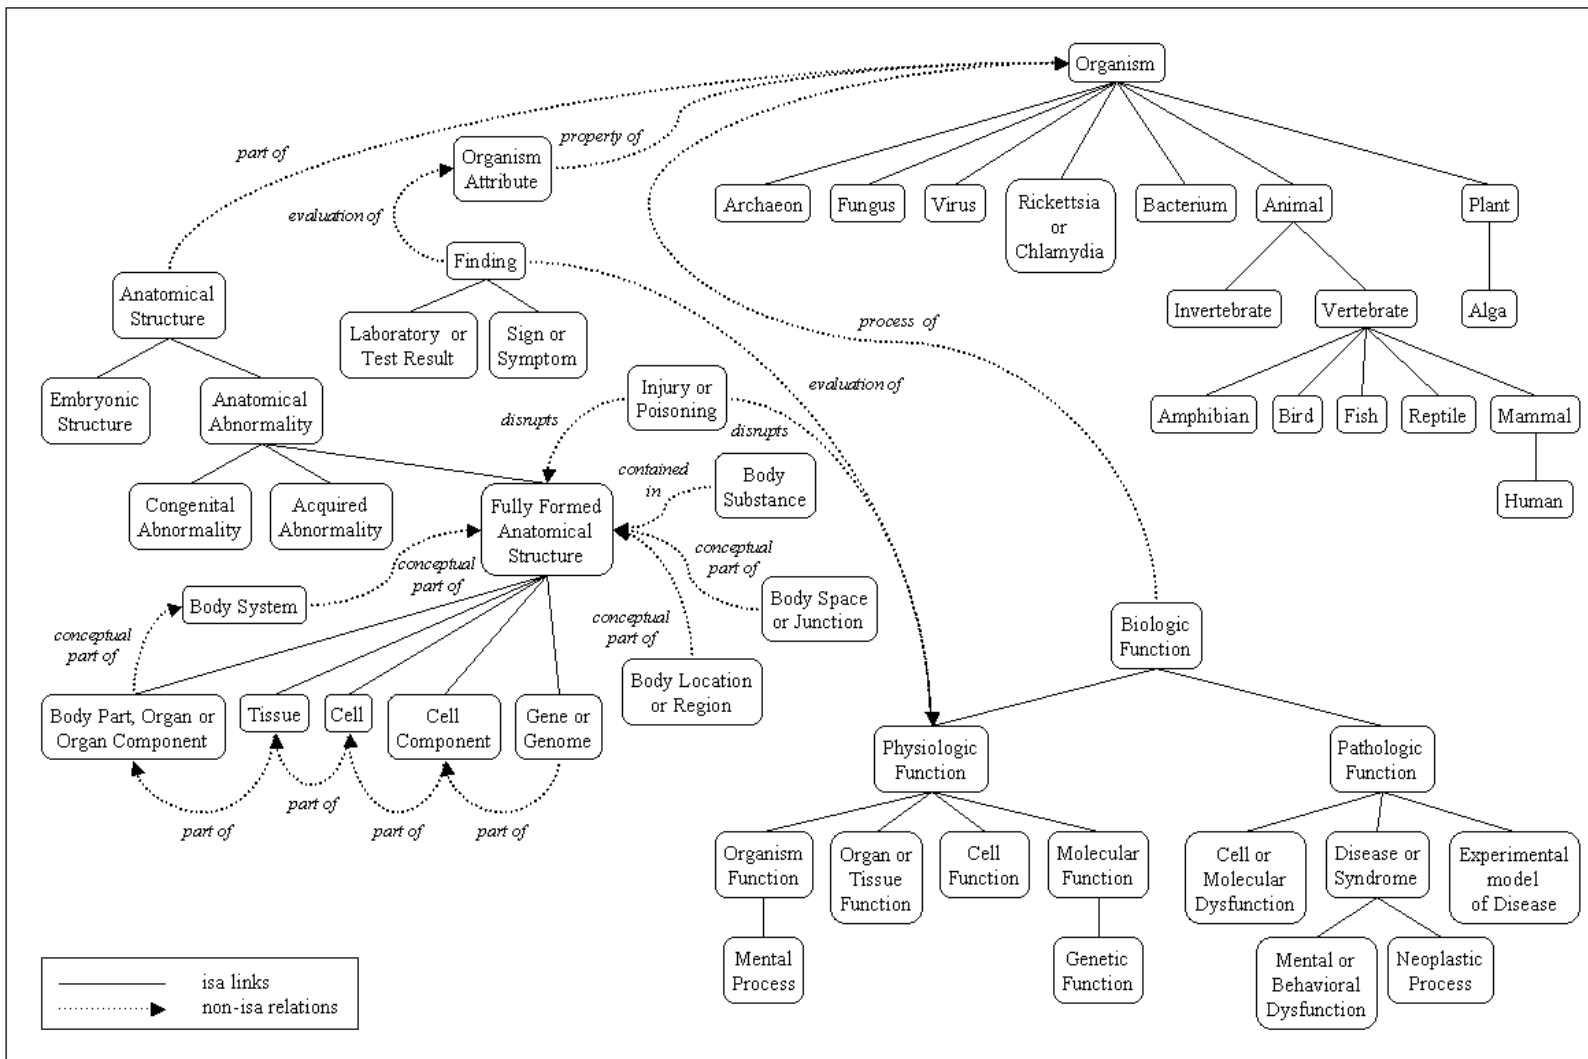 Organism
property of
part of
Organism
Attribute
Archaeon
Fungus
Virus
Rickettsia
or
Chlamydia
Bacterium
Animal
Plant
evaluation of
Finding
Anatomical
Structure
Laboratory or
Test Result
Sign or
Symptom
process of
Invertebrate
Vertebrate
Alga
Embryonic
Structure
Anatomical
Abnormality
Injury or
Poisoning
evaluation of
Amphibian
Bird
Fish
Reptile
Mammal
disrupts
disrupts
Congenital
Abnormality
Acquired
Abnormality
Fully Formed
Anatomical
Structure
contained
in
Body
Substance
Human
conceptual
part of
conceptual
part of
Body System
Body Space
or Junction
conceptual
part of
conceptual
part of
Biologic
Function
Body Location
or Region
Body Part, Organ or
Organ Component
Tissue
Cell
Cell
Component
Gene or
Genome
Physiologic
Function
Pathologic
Function
part of
part of
part of
part of
Organism
Function
Organ or
Tissue
Function
Cell
Function
Molecular
Function
Cell or
Molecular
Dysfunction
Disease or
Syndrome
Experimental
model
of Disease
Mental
Process
Genetic
Function
Mental or
Behavioral
Dysfunction
Neoplastic
Process
isa links
non-isa relations